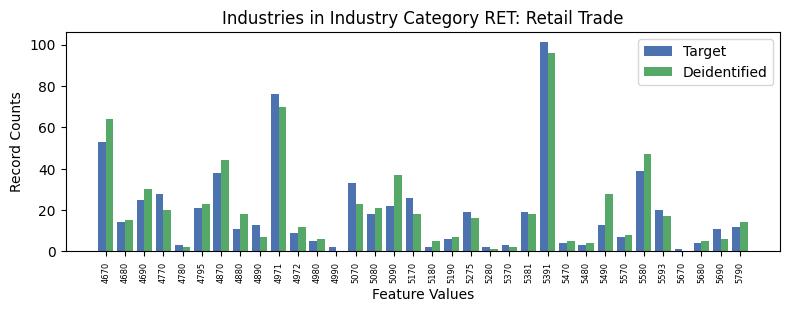 Industries in Industry Category RET: Retail Trade
Target
Deidentified
Record Counts
100
80
60
40
20
0
4670 4680 4690 4770 4780 4795 4870 4880 4890 4971 4972 4980 4990 5070 5080 5090 5170 5180 5190 5275 5280 5370 5381 5391 5470 5480 5490 5570 5580 5593 5670 5680 5690 5790
Feature Values